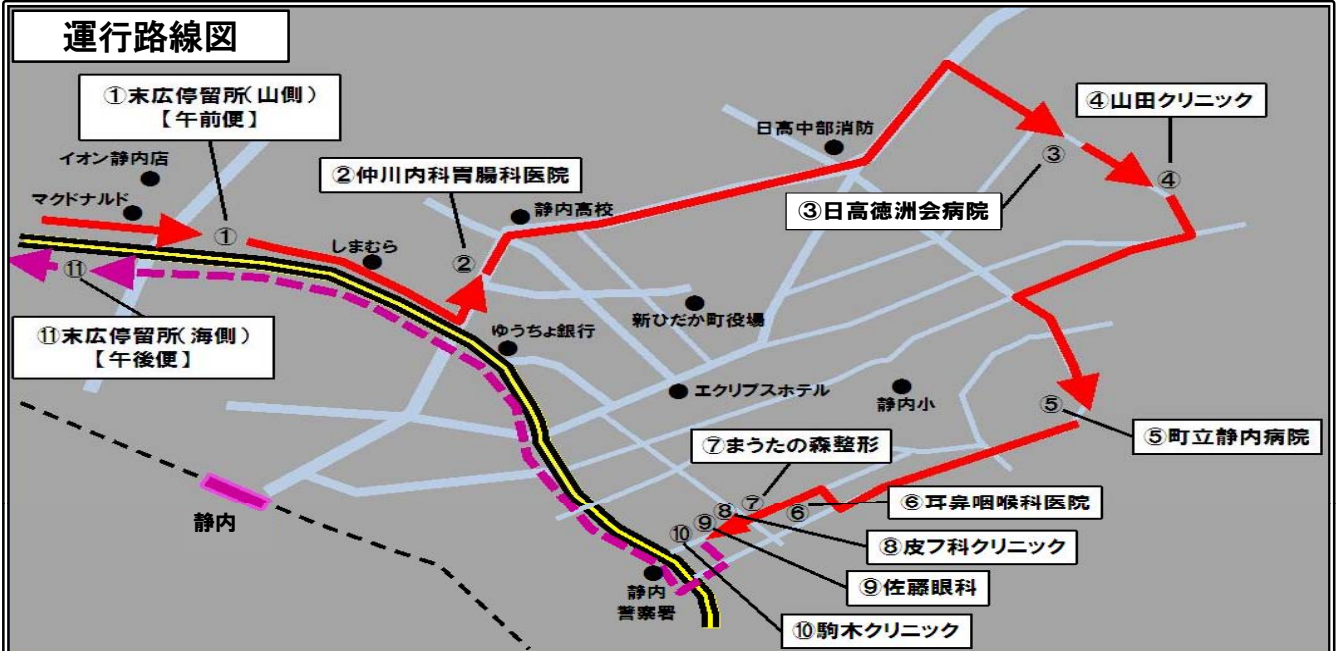 運行路線図
①末広停留所(山側)
【午前便】
④山田クリニック
日高中部消防
イオン静内店
②仲川内科胃腸科医院
③
④
マクドナルド
静内高校
③日高徳洲会病院
①
しまむら
②
⑪
新ひだか町役場
ゆうちょ銀行
⑪末広停留所(海側)
【午後便】
エクリプスホテル
静内小
⑤
⑤町立静内病院
⑦まうたの森整形
静内
⑦
⑥
⑥耳鼻咽喉科医院
⑧
⑨
⑩
⑧皮フ科クリニック
静内
警察署
⑨佐藤眼科
⑩駒木クリニック